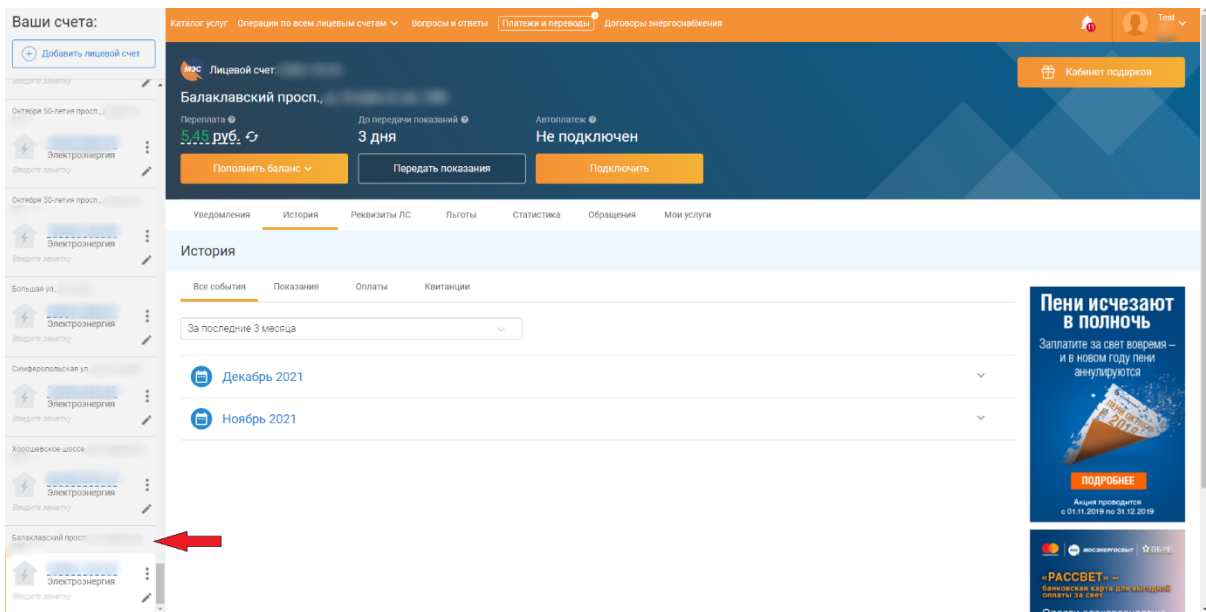 Ваши счета:
Добавить лицевой счет
Введите заметку
Октября 50-летия просп.,
Электроэнергия
Введите заметку
Октября 50-летия просп.,
Электроэнергия
Введите заметку
Большая ул.,
Электроэнергия
Введите заметку
Симферопольская ул.
Электроэнергия
Введите заметку
Хорошевское шоссе,
Электроэнергия
Введите заметку
Балаклавский просп.
Электроэнергия
Введите заметку
Каталог услуг Операции по всем лицевым счетам Вопросы и ответы Платежи и переводы Договоры энергоснабжения
11
Test
мэс Лицевой счет:
Балаклавский просп.,
Кабинет подарков
Переплата До передачи показаний Автоплатеж
5,45 руб. 3 дня Не подключен
Пополнить баланс Передать показания Подключить
Уведомления История Реквизиты ЛС Льготы Статистика Обращения Мои услуги
История
Все события Показания Оплаты Квитанции
За последние 3 месяца
Декабрь 2021
Ноябрь 2021
Пени исчезают
в полночь
Заплатите за свет вовремя –
и в новом году пени
аннулируются
ПОДРОБНЕЕ
Акция проводится
с 01.11.2019 по 31.12.2019
МОСЭНЕРГОСБЫТ ВБРР
«РАССВЕТ» –
банковская карта для выгодной
оплаты за свет